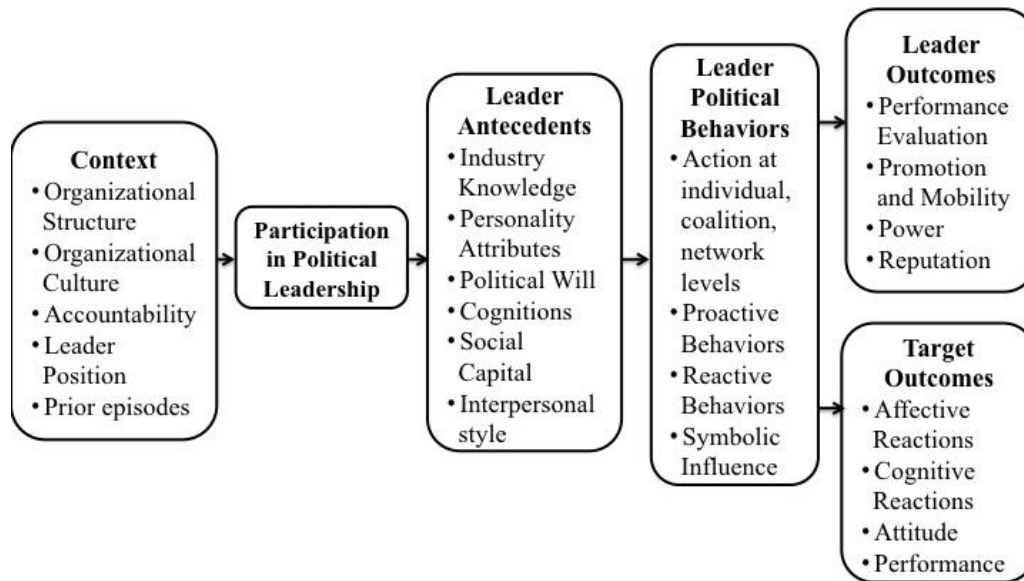 Context
• Organizational
Structure
• Organizational
Culture
• Accountability
• Leader
Position
• Prior episodes
Participation
in Political
Leadership
Leader
Antecedents
• Industry
Knowledge
• Personality
Attributes
• Political Will
• Cognitions
• Social
Capital
• Interpersonal
style
Leader
Political
Behaviors
• Action at
individual,
coalition,
network
levels
• Proactive
Behaviors
• Reactive
Behaviors
• Symbolic
Influence
Leader
Outcomes
• Performance
Evaluation
• Promotion
and Mobility
• Power
• Reputation
Target
Outcomes
• Affective
Reactions
• Cognitive
Reactions
• Attitude
• Performance